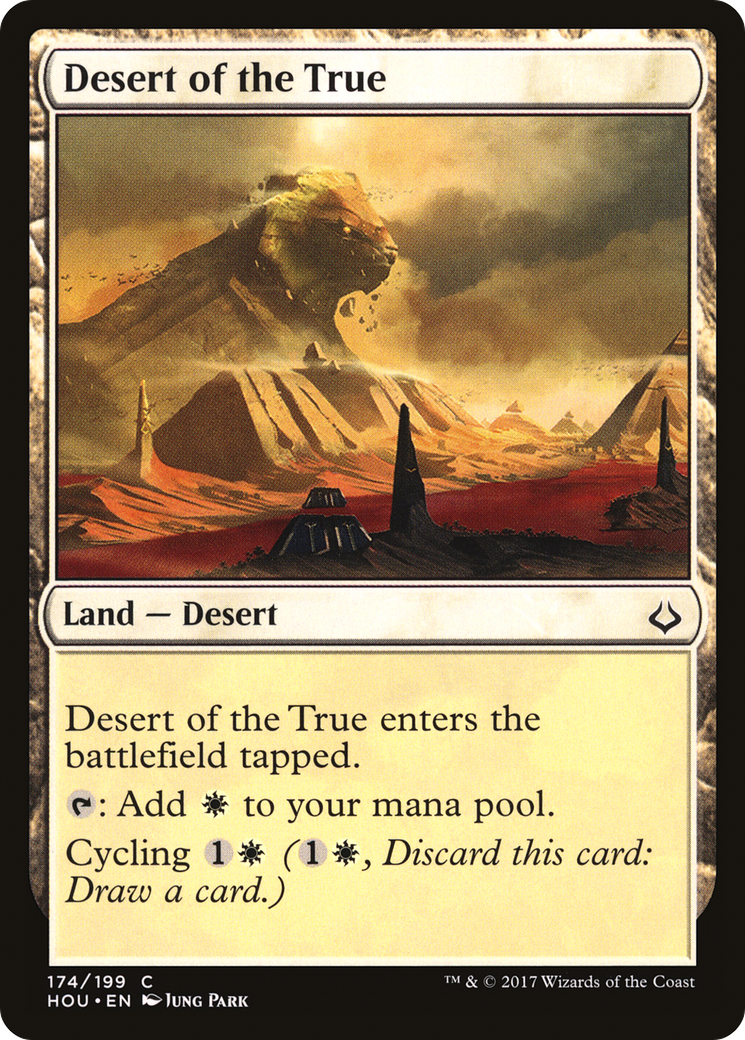 Desert of the True
Land — Desert
Desert of the True enters the
battlefield tapped.
: Add to your mana pool.
Cycling 1 (1, Discard this card:
Draw a card.)
174/199 C
HOU • EN Jung Park
™ & © 2017 Wizards of the Coast